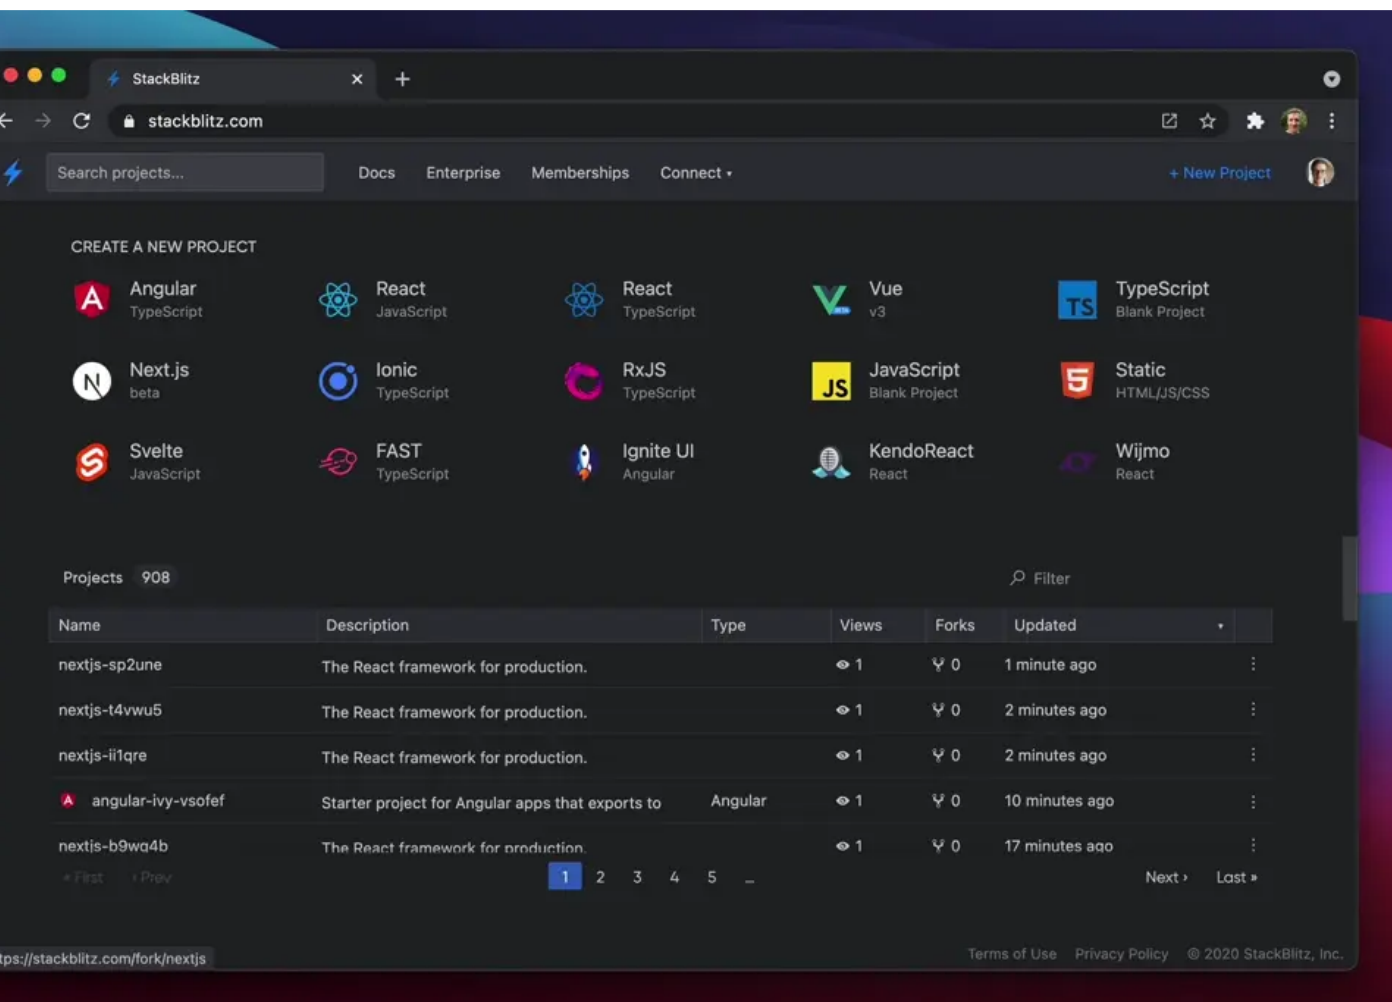 StackBlitz
stackblitz.com
Search projects... Docs Enterprise Memberships Connect + New Project
CREATE A NEW PROJECT
Angular React React Vue TypeScript
TypeScript JavaScript TypeScript v3 Blank Project
Next.js Ionic RxJS JavaScript Static
beta TypeScript TypeScript Blank Project HTML/JS/CSS
Svelte FAST Ignite UI KendoReact Wijmo
JavaScript TypeScript Angular React React
Projects 908 Filter
Name Description Type Views Forks Updated
nextjs-sp2une The React framework for production. 1 0 1 minute ago
nextjs-t4vwu5 The React framework for production. 1 0 2 minutes ago
nextjs-ii1qre The React framework for production. 1 0 2 minutes ago
angular-ivy-vsofef Starter project for Angular apps that exports to Angular 1 0 10 minutes ago
nextjs-b9wq4b The React framework for production. 1 0 17 minutes ago
« First ‹ Prev 1 2 3 4 5 ... Next › Last »
tps://stackblitz.com/fork/nextjs Terms of Use Privacy Policy © 2020 StackBlitz, Inc.